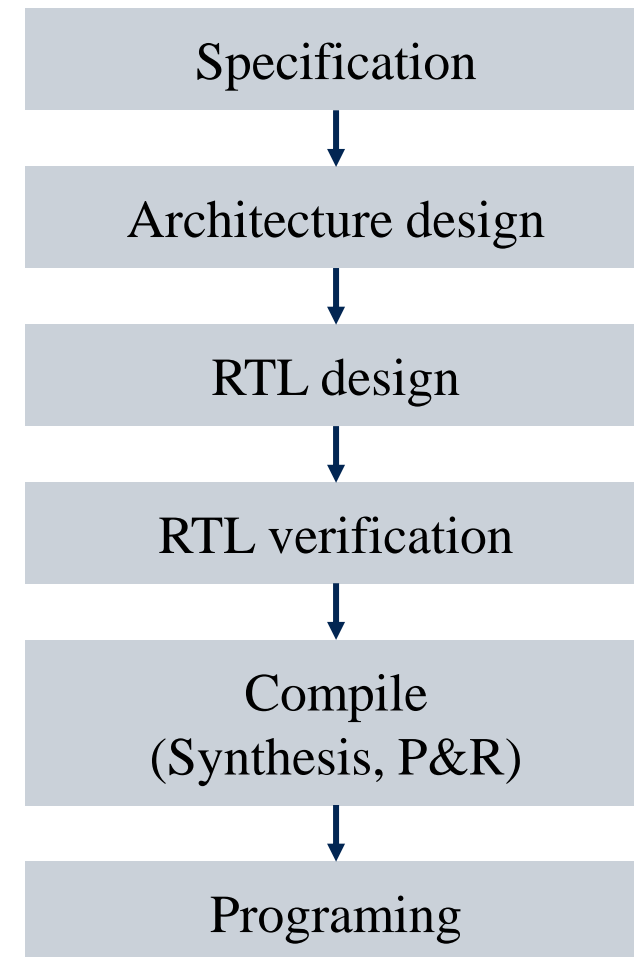 Specification
Architecture design
RTL design
RTL verification
Compile
(Synthesis, P&R)
Programing